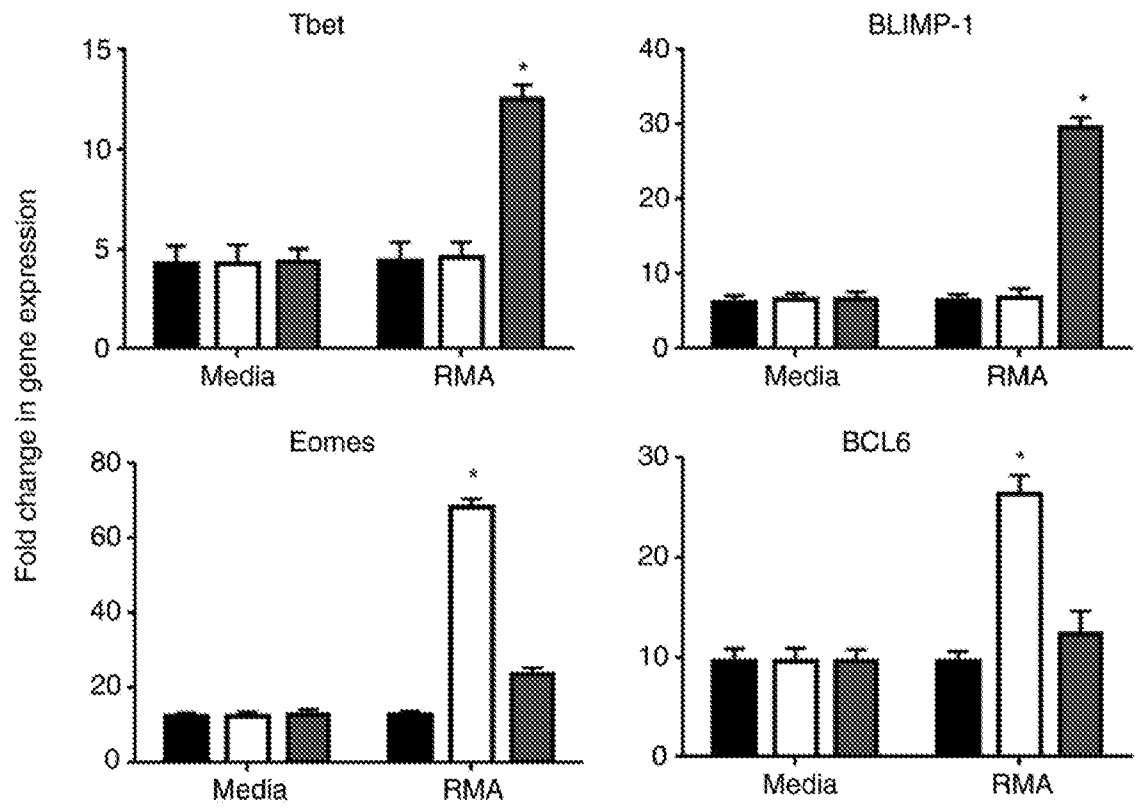 Fold change in gene expression
Tbet
15
10
5
0
*
Media RMA
BLIMP-1
40
30
20
10
0
*
Media RMA
Eomes
80
60
40
20
0
*
Media RMA
BCL6
30
20
10
0
*
Media RMA